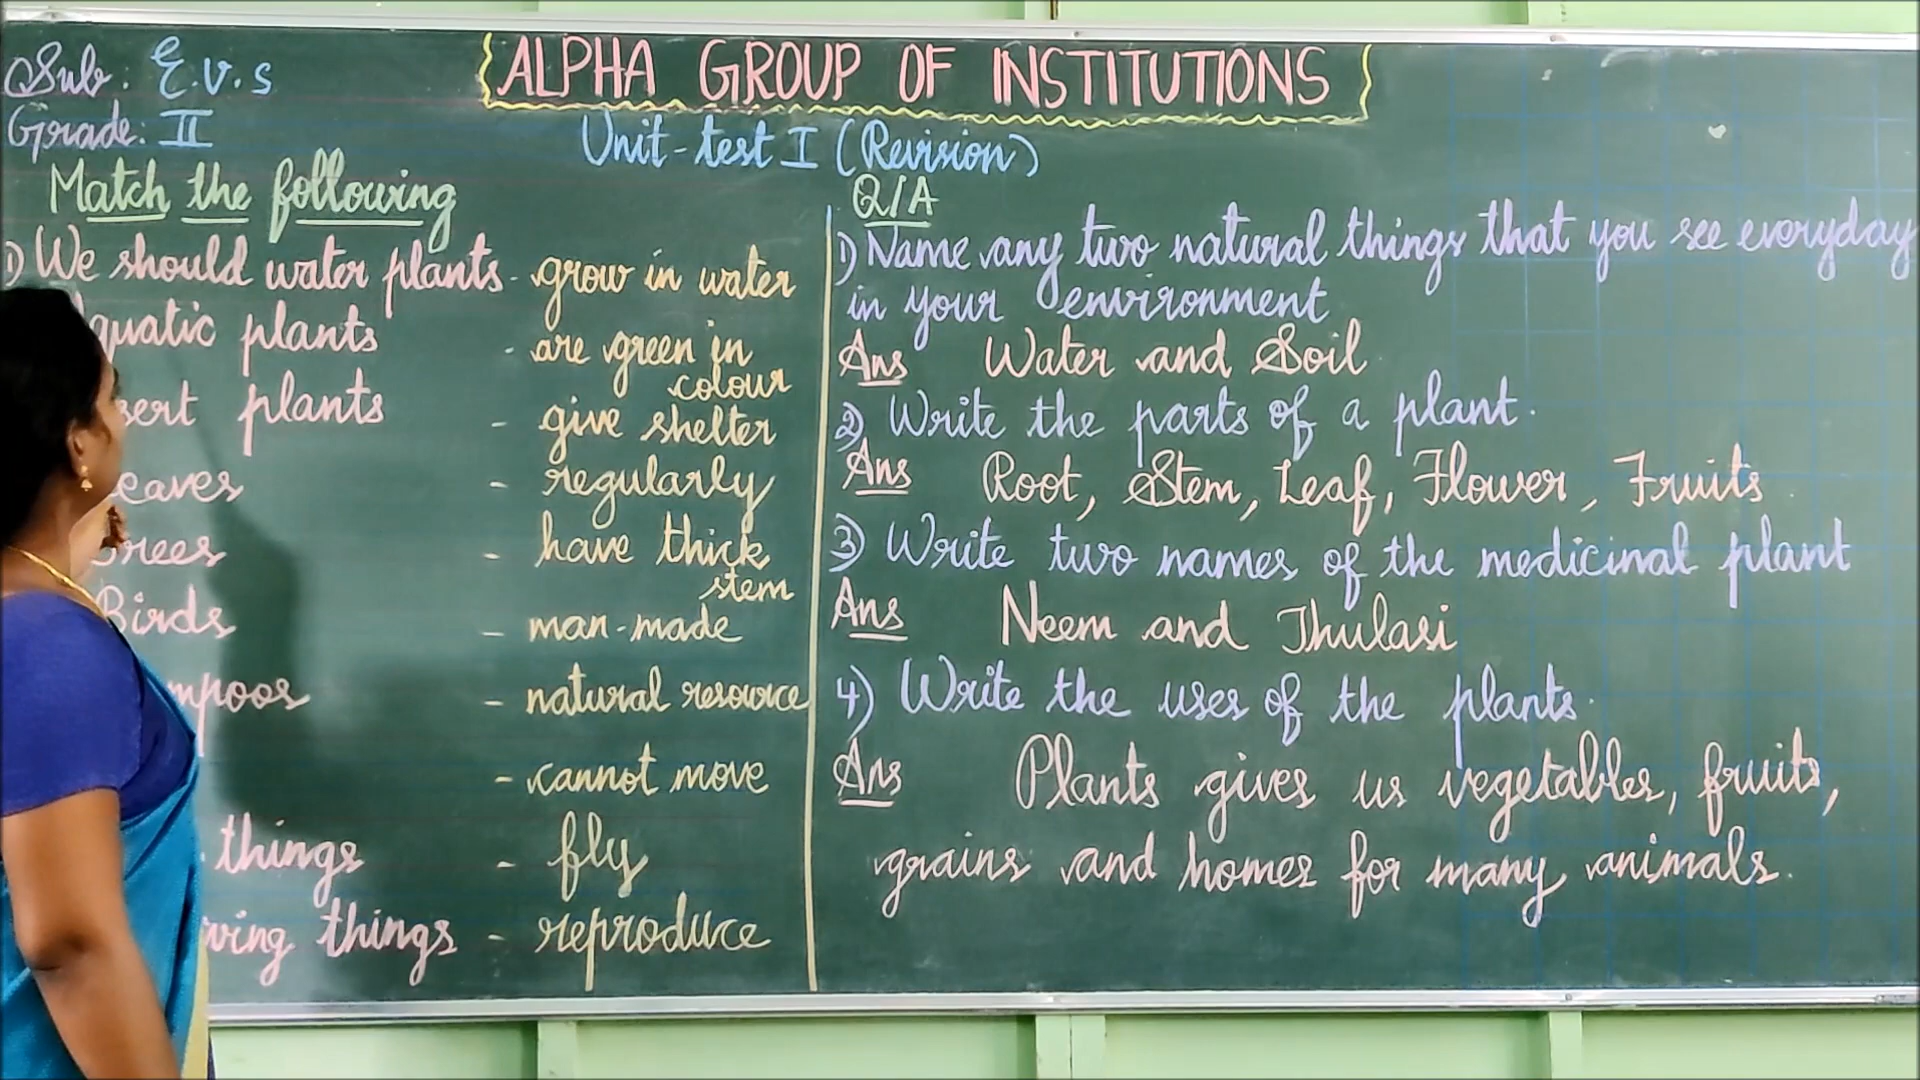 Sub: E.V.S
ALPHA GROUP OF INSTITUTIONS
Grade: II
Unit-test I (Revision)
Match the following
1) We should water plants - grow in water
plants - are green in
colour
plants - give shelter
- regularly
- have thick
stem
Birds - man-made
- natural resource
- cannot move
things - fly
things - reproduce
Q/A
1) Name any two natural things that you see everyday
in your environment
Ans Water and Soil
2) Write the parts of a plant.
Ans Root, Stem, Leaf, Flower, Fruits.
3) Write two names of the medicinal plant
Ans Neem and Thulasi
4) Write the uses of the plants.
Ans Plants gives us vegetables, fruits,
grains and homes for many animals.